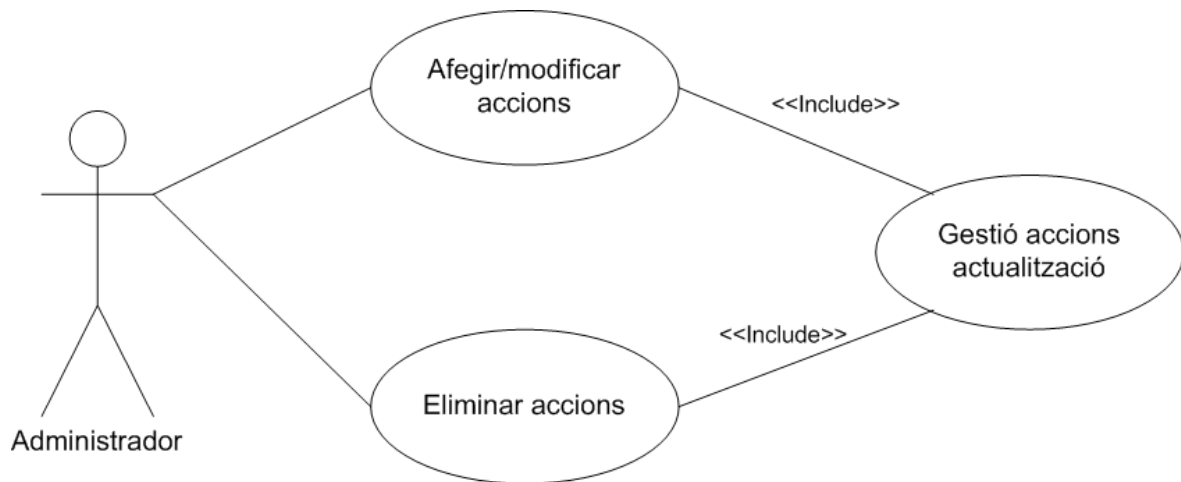 Afegir/modificar
accions
<<Include>>
Gestió accions
actualització
<<Include>>
Eliminar accions
Administrador